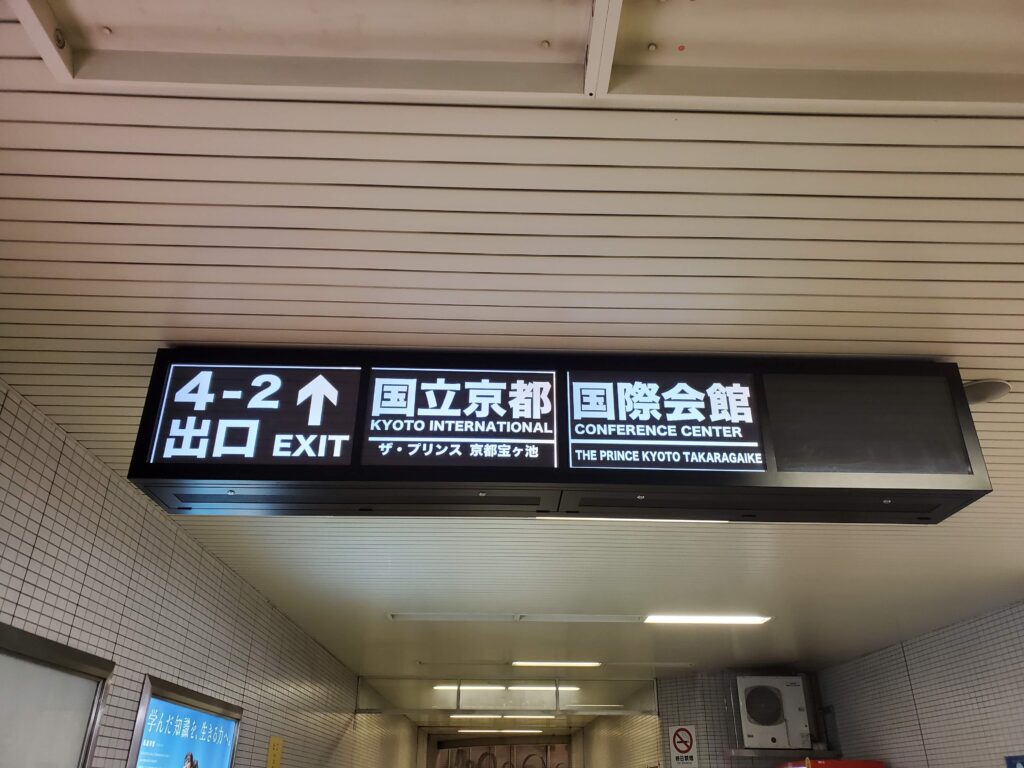 4-2 ↑
出口 EXIT
国立京都
KYOTO INTERNATIONAL
ザ・プリンス 京都宝ヶ池
国際会館
CONFERENCE CENTER
THE PRINCE KYOTO TAKARAGAIKE
学んだ知識を、生きる力へ。